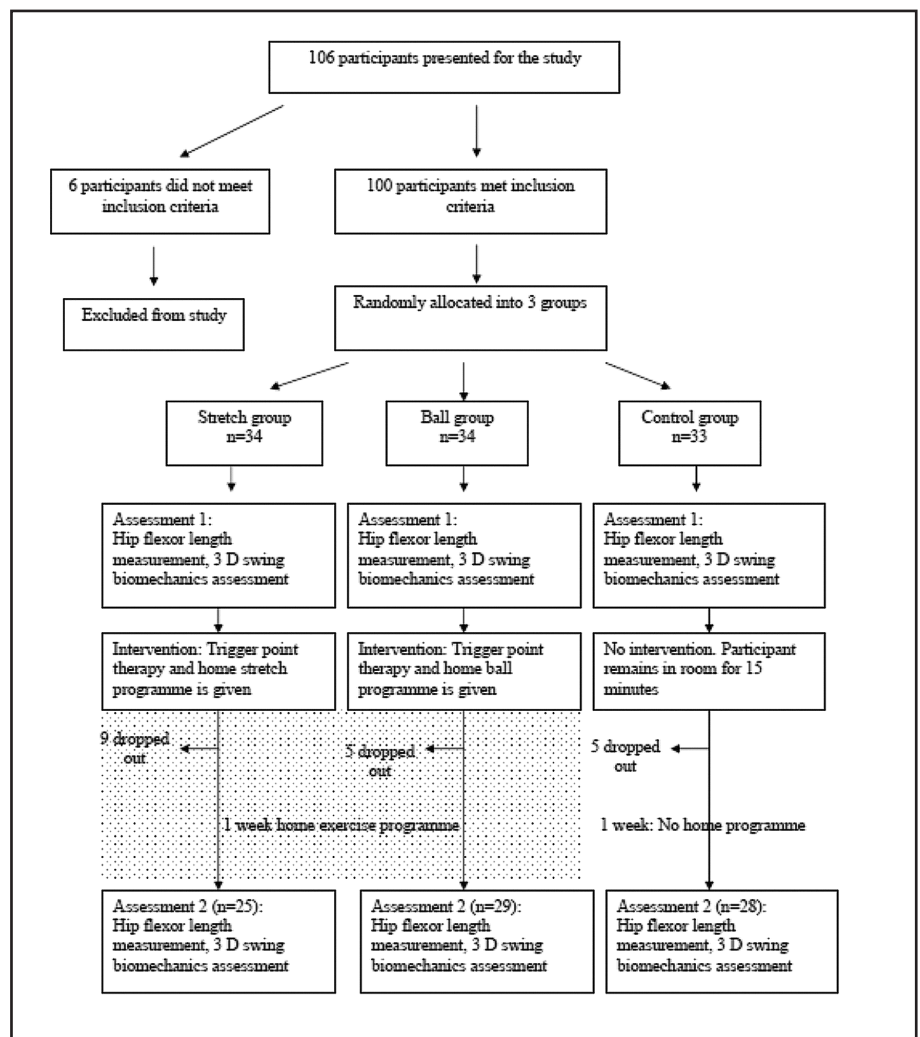 106 participants presented for the study
6 participants did not meet
inclusion criteria
100 participants met inclusion
criteria
Excluded from study
Randomly allocated into 3 groups
Stretch group
n=34
Ball group
n=34
Control group
n=33
Assessment 1:
Hip flexor length
measurement, 3 D swing
biomechanics assessment
Assessment 1:
Hip flexor length
measurement, 3 D swing
biomechanics assessment
Assessment 1:
Hip flexor length
measurement, 3 D swing
biomechanics assessment
Intervention: Trigger point
therapy and home stretch
programme is given
Intervention: Trigger point
therapy and home ball
programme is given
No intervention. Participant
remains in room for 15
minutes
9 dropped
out
5 dropped
out
5 dropped
out
1 week home exercise programme
1 week: No home programme
Assessment 2 (n=25):
Hip flexor length
measurement, 3 D swing
biomechanics assessment
Assessment 2 (n=29):
Hip flexor length
measurement, 3 D swing
biomechanics assessment
Assessment 2 (n=28):
Hip flexor length
measurement, 3 D swing
biomechanics assessment